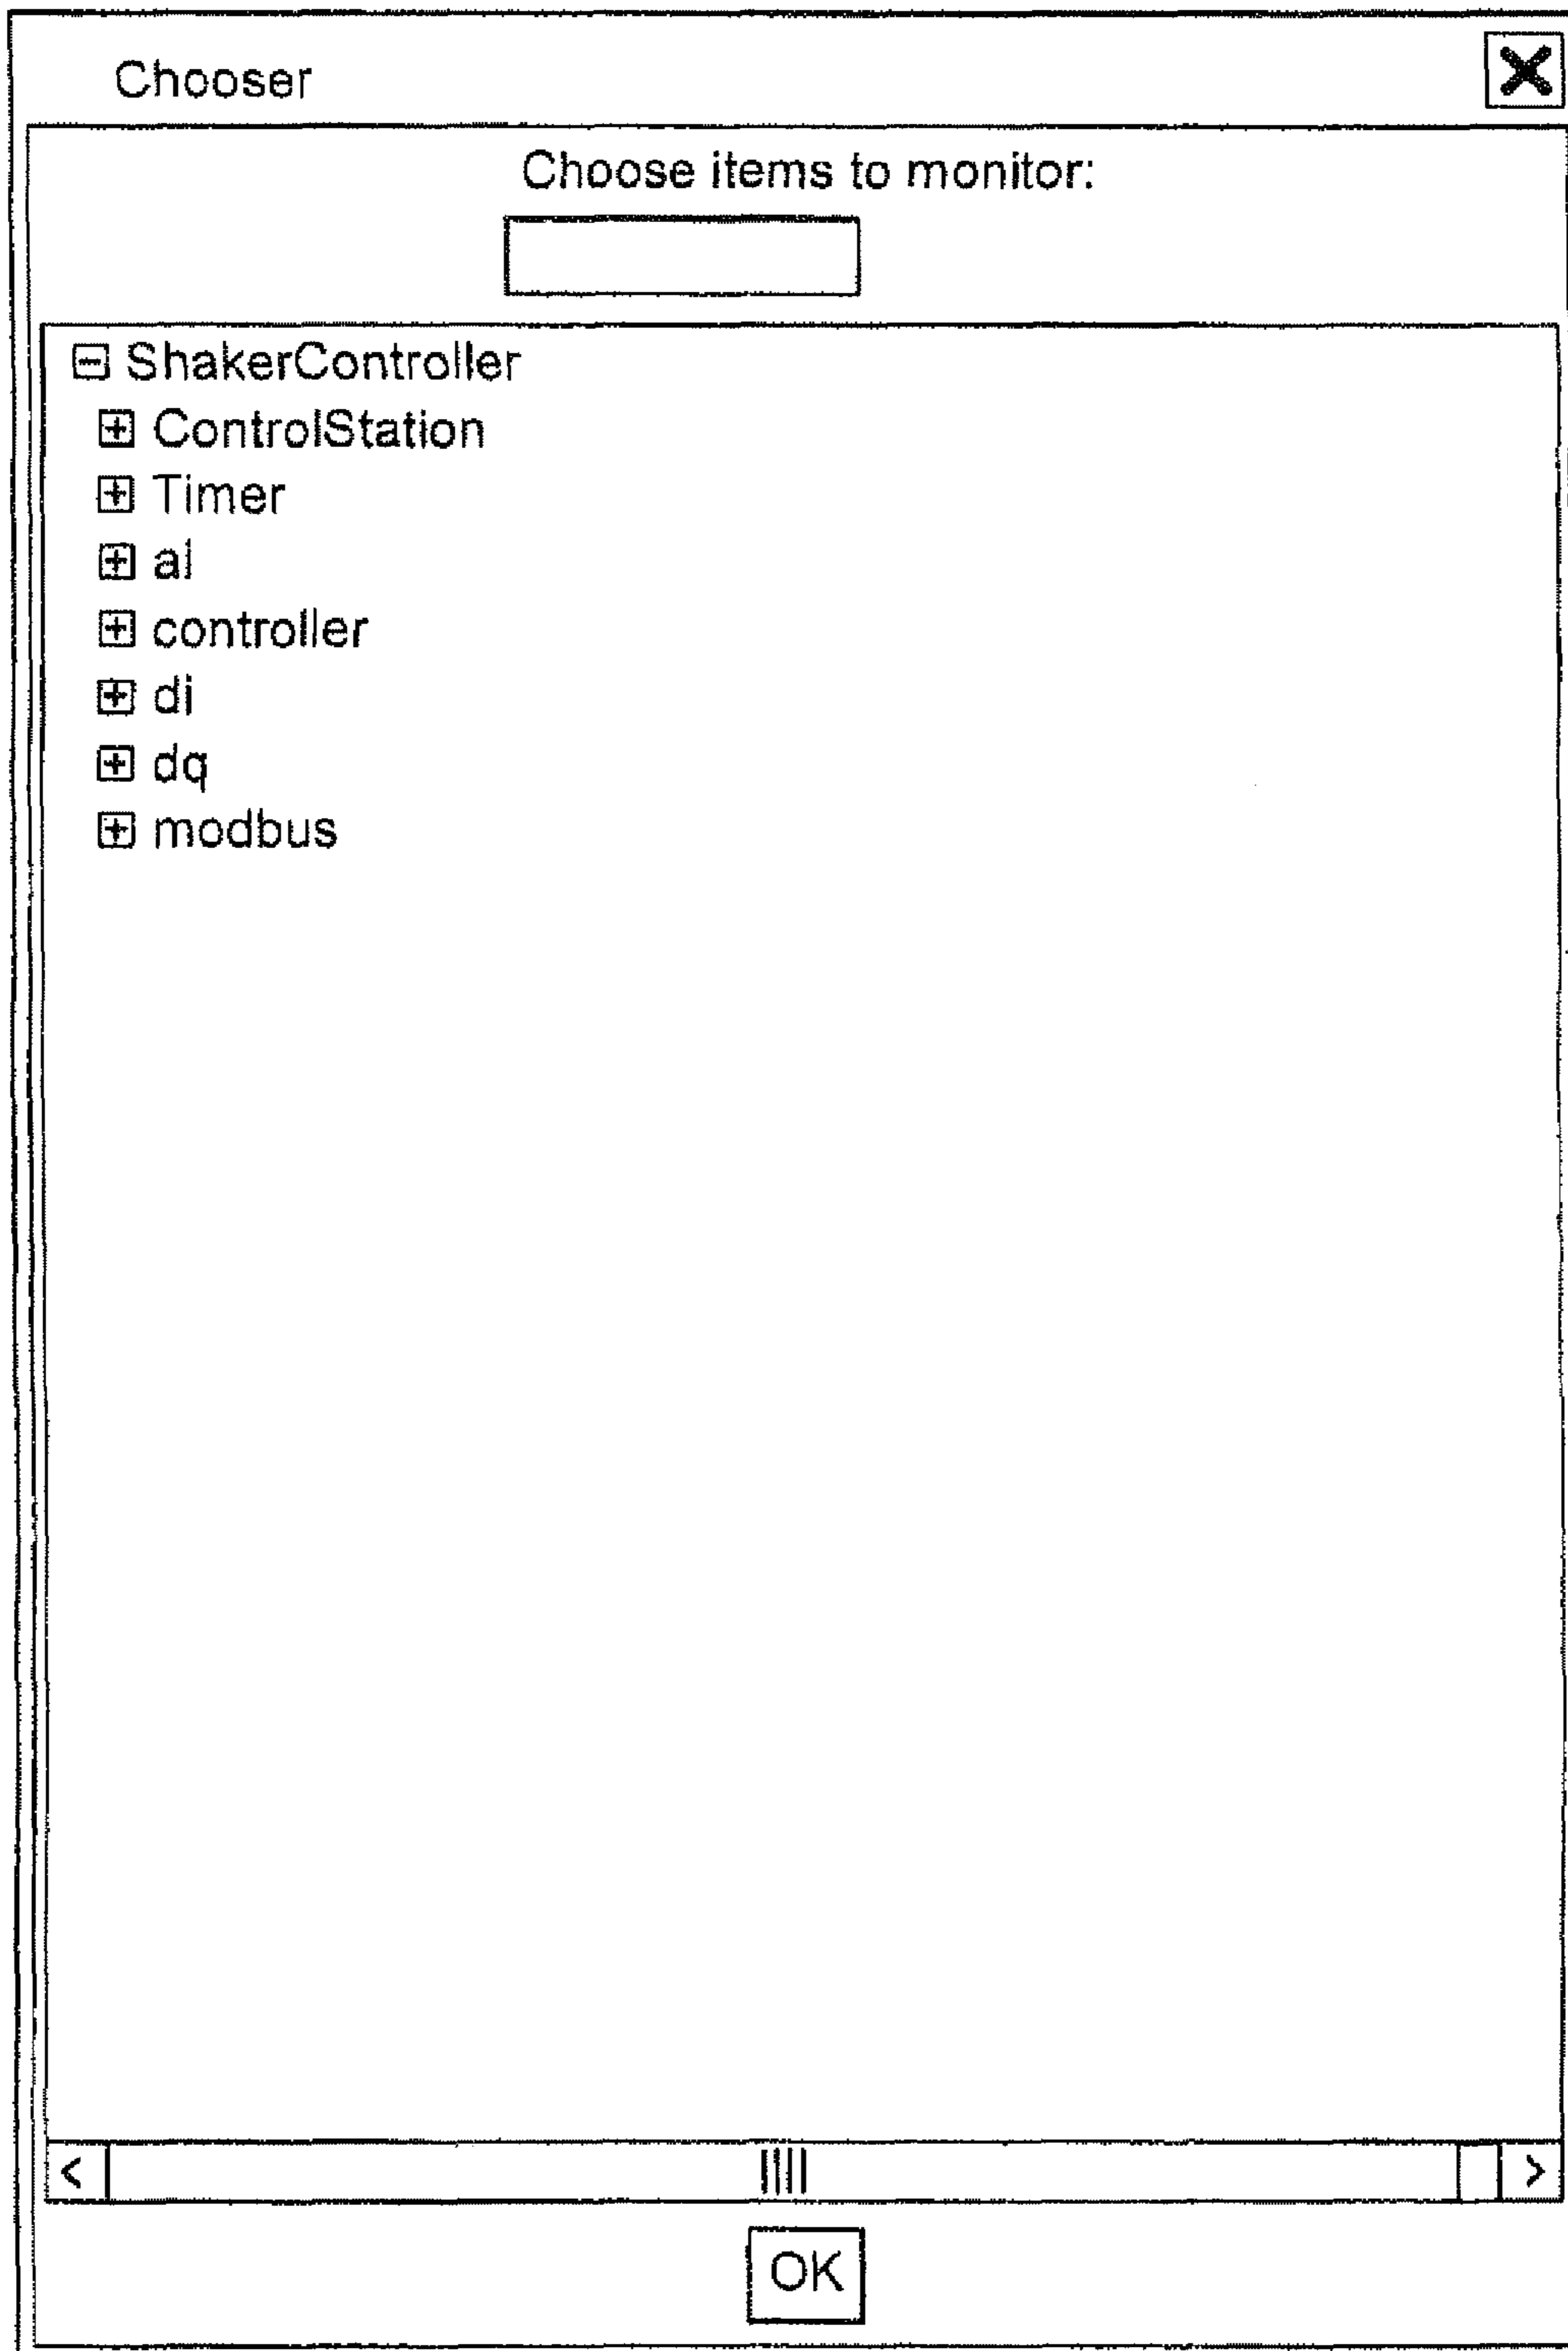 Chooser
Choose items to monitor:
ShakerController
ControlStation
Timer
ai
controller
di
dq
modbus
OK